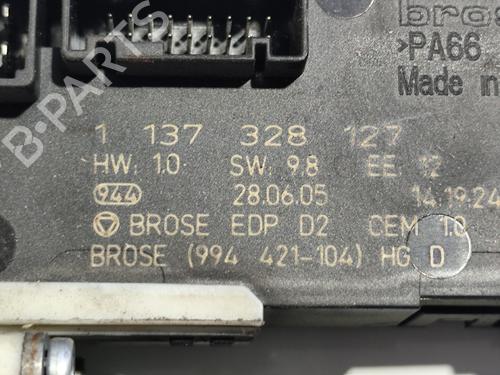 brose
>PA66
Made in
1 137 328 127
HW: 1.0 SW: 9.8 EE: 12
944 28.06.05 14:19:24
BROSE EDP D2 CEM 1.0
BROSE (994 421-104) HG D
B-PARTS